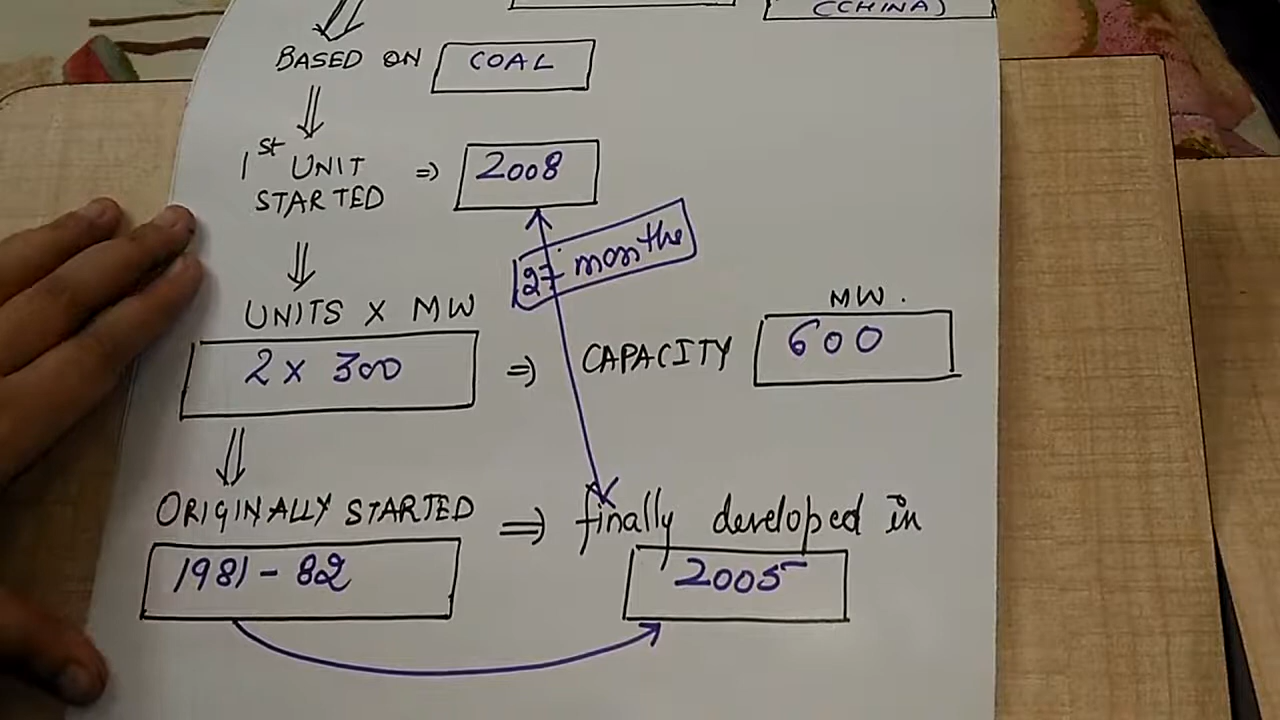 (CHINA)
BASED ON COAL
1st UNIT STARTED ⇒ 2008
27 months
UNITS X MW
2 x 300 ⇒ CAPACITY 600 MW.
ORIGINALLY STARTED ⇒ finally developed in
1981-82 2005